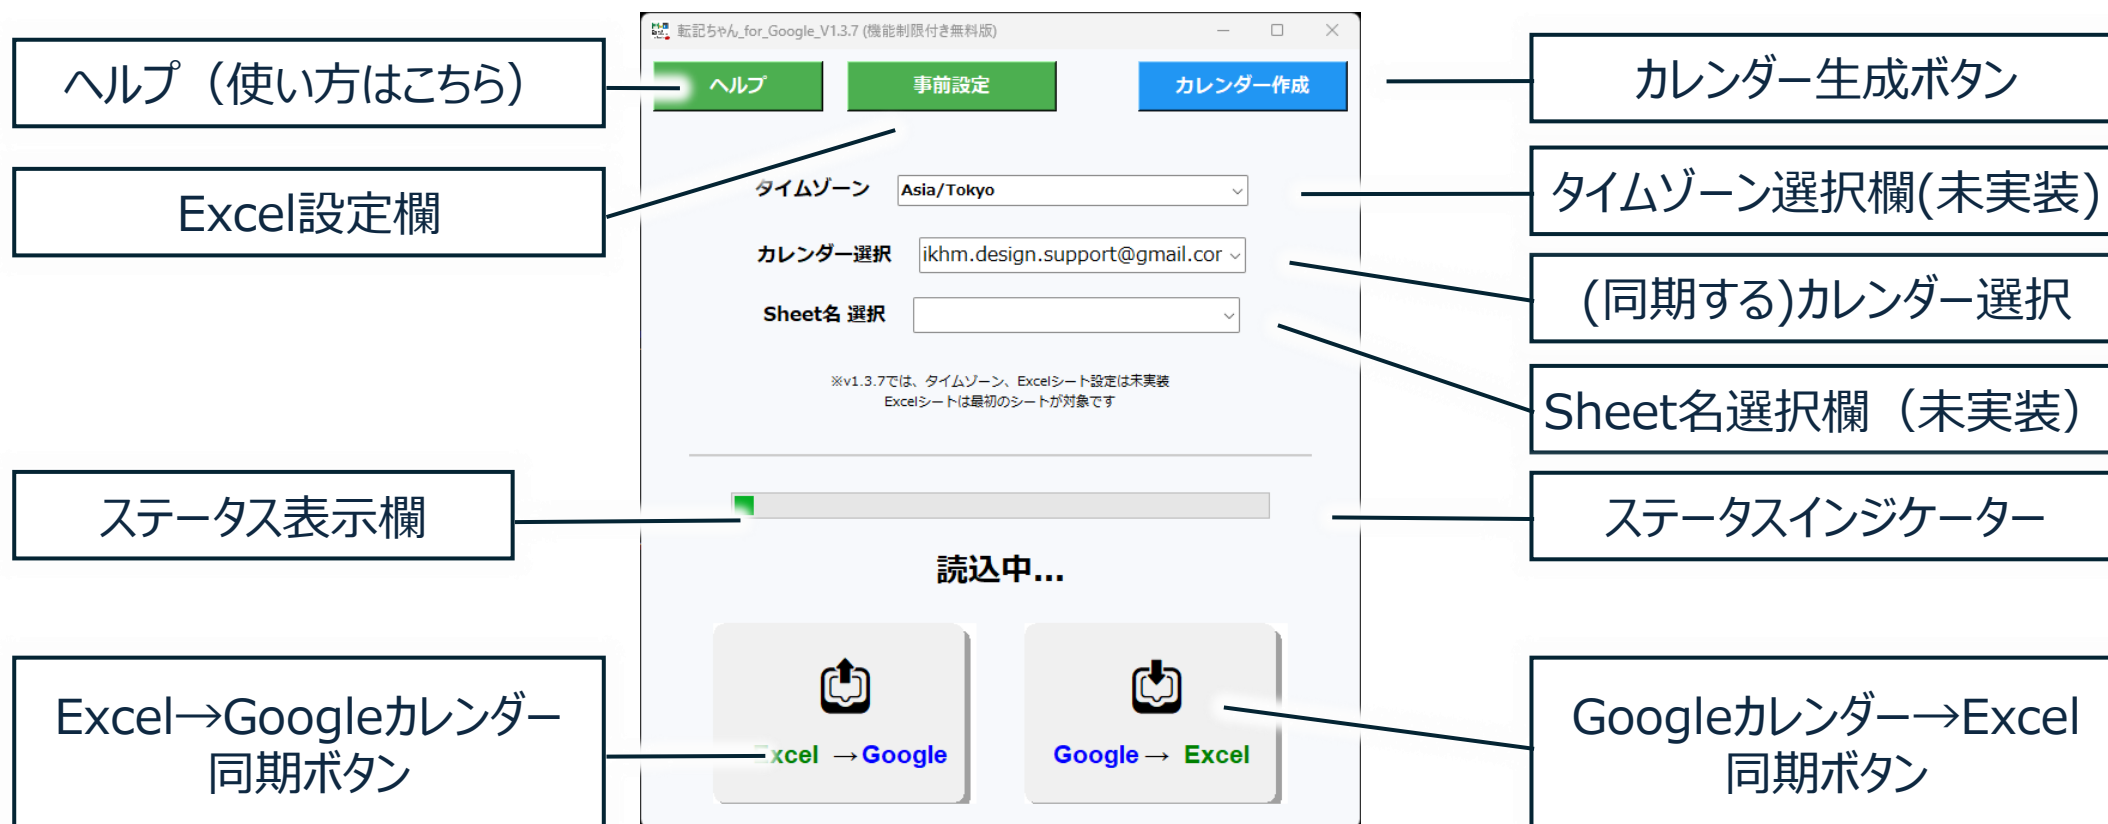 転記ちゃん_for_Google_V1.3.7 (機能制限付き無料版)
ヘルプ（使い方はこちら）
ヘルプ
事前設定
カレンダー作成
カレンダー生成ボタン
Excel設定欄
タイムゾーン
Asia/Tokyo
タイムゾーン選択欄(未実装)
カレンダー選択
ikhm.design.support@gmail.cor
(同期する)カレンダー選択
Sheet名 選択
※v1.3.7では、タイムゾーン、Excelシート設定は未実装
Excelシートは最初のシートが対象です
Sheet名選択欄（未実装）
ステータス表示欄
ステータスインジケーター
読込中...
Excel→Googleカレンダー
同期ボタン
Excel →Google
Google→ Excel
Googleカレンダー→Excel
同期ボタン